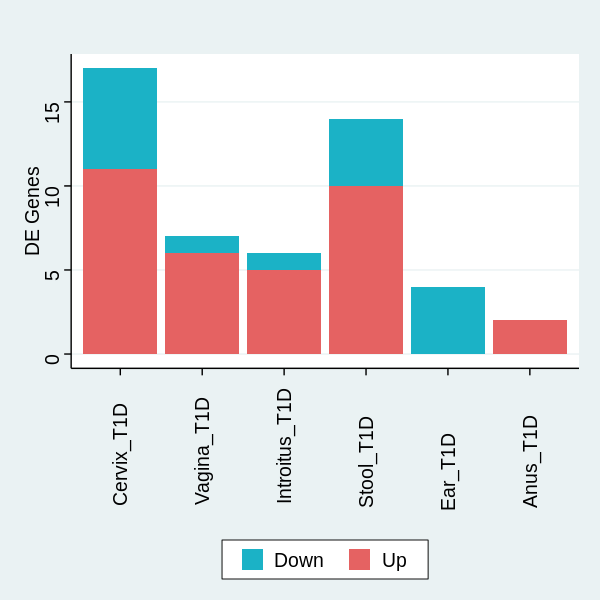 DE Genes
15
10
5
0
Cervix_T1D
Vagina_T1D
Introitus_T1D
Stool_T1D
Ear_T1D
Anus_T1D
Down
Up